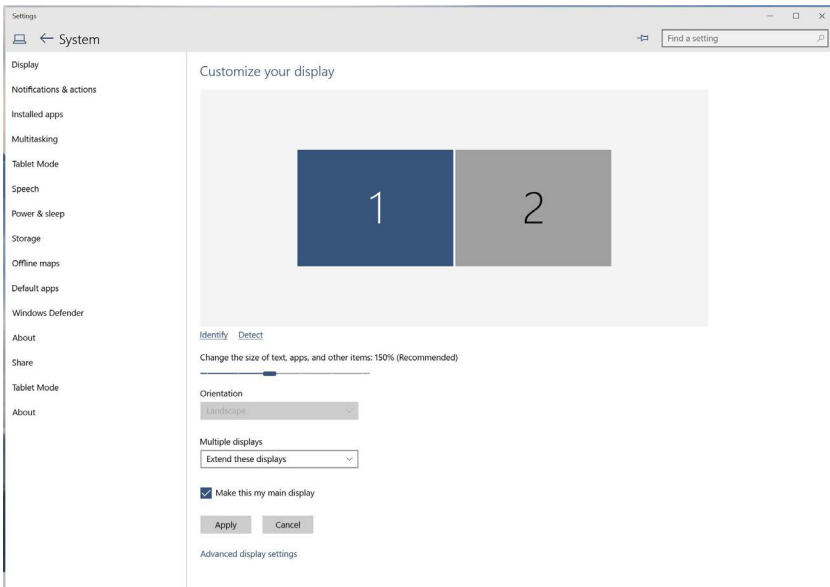 Settings
System
Find a setting
Display
Notifications & actions
Installed apps
Multitasking
Tablet Mode
Speech
Power & sleep
Storage
Offline maps
Default apps
Windows Defender
About
Share
Tablet Mode
About
Customize your display
1
2
Identify Detect
Change the size of text, apps, and other items: 150% (Recommended)
Orientation
Landscape
Multiple displays
Extend these displays
Make this my main display
Apply Cancel
Advanced display settings